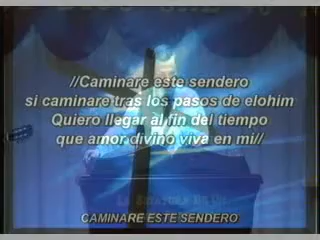 //Caminare este sendero
si caminare tras los pasos de elohim
Quiero llegar al fin del tiempo
que amor divino viva en mi//
CAMINARE ESTE SENDERO